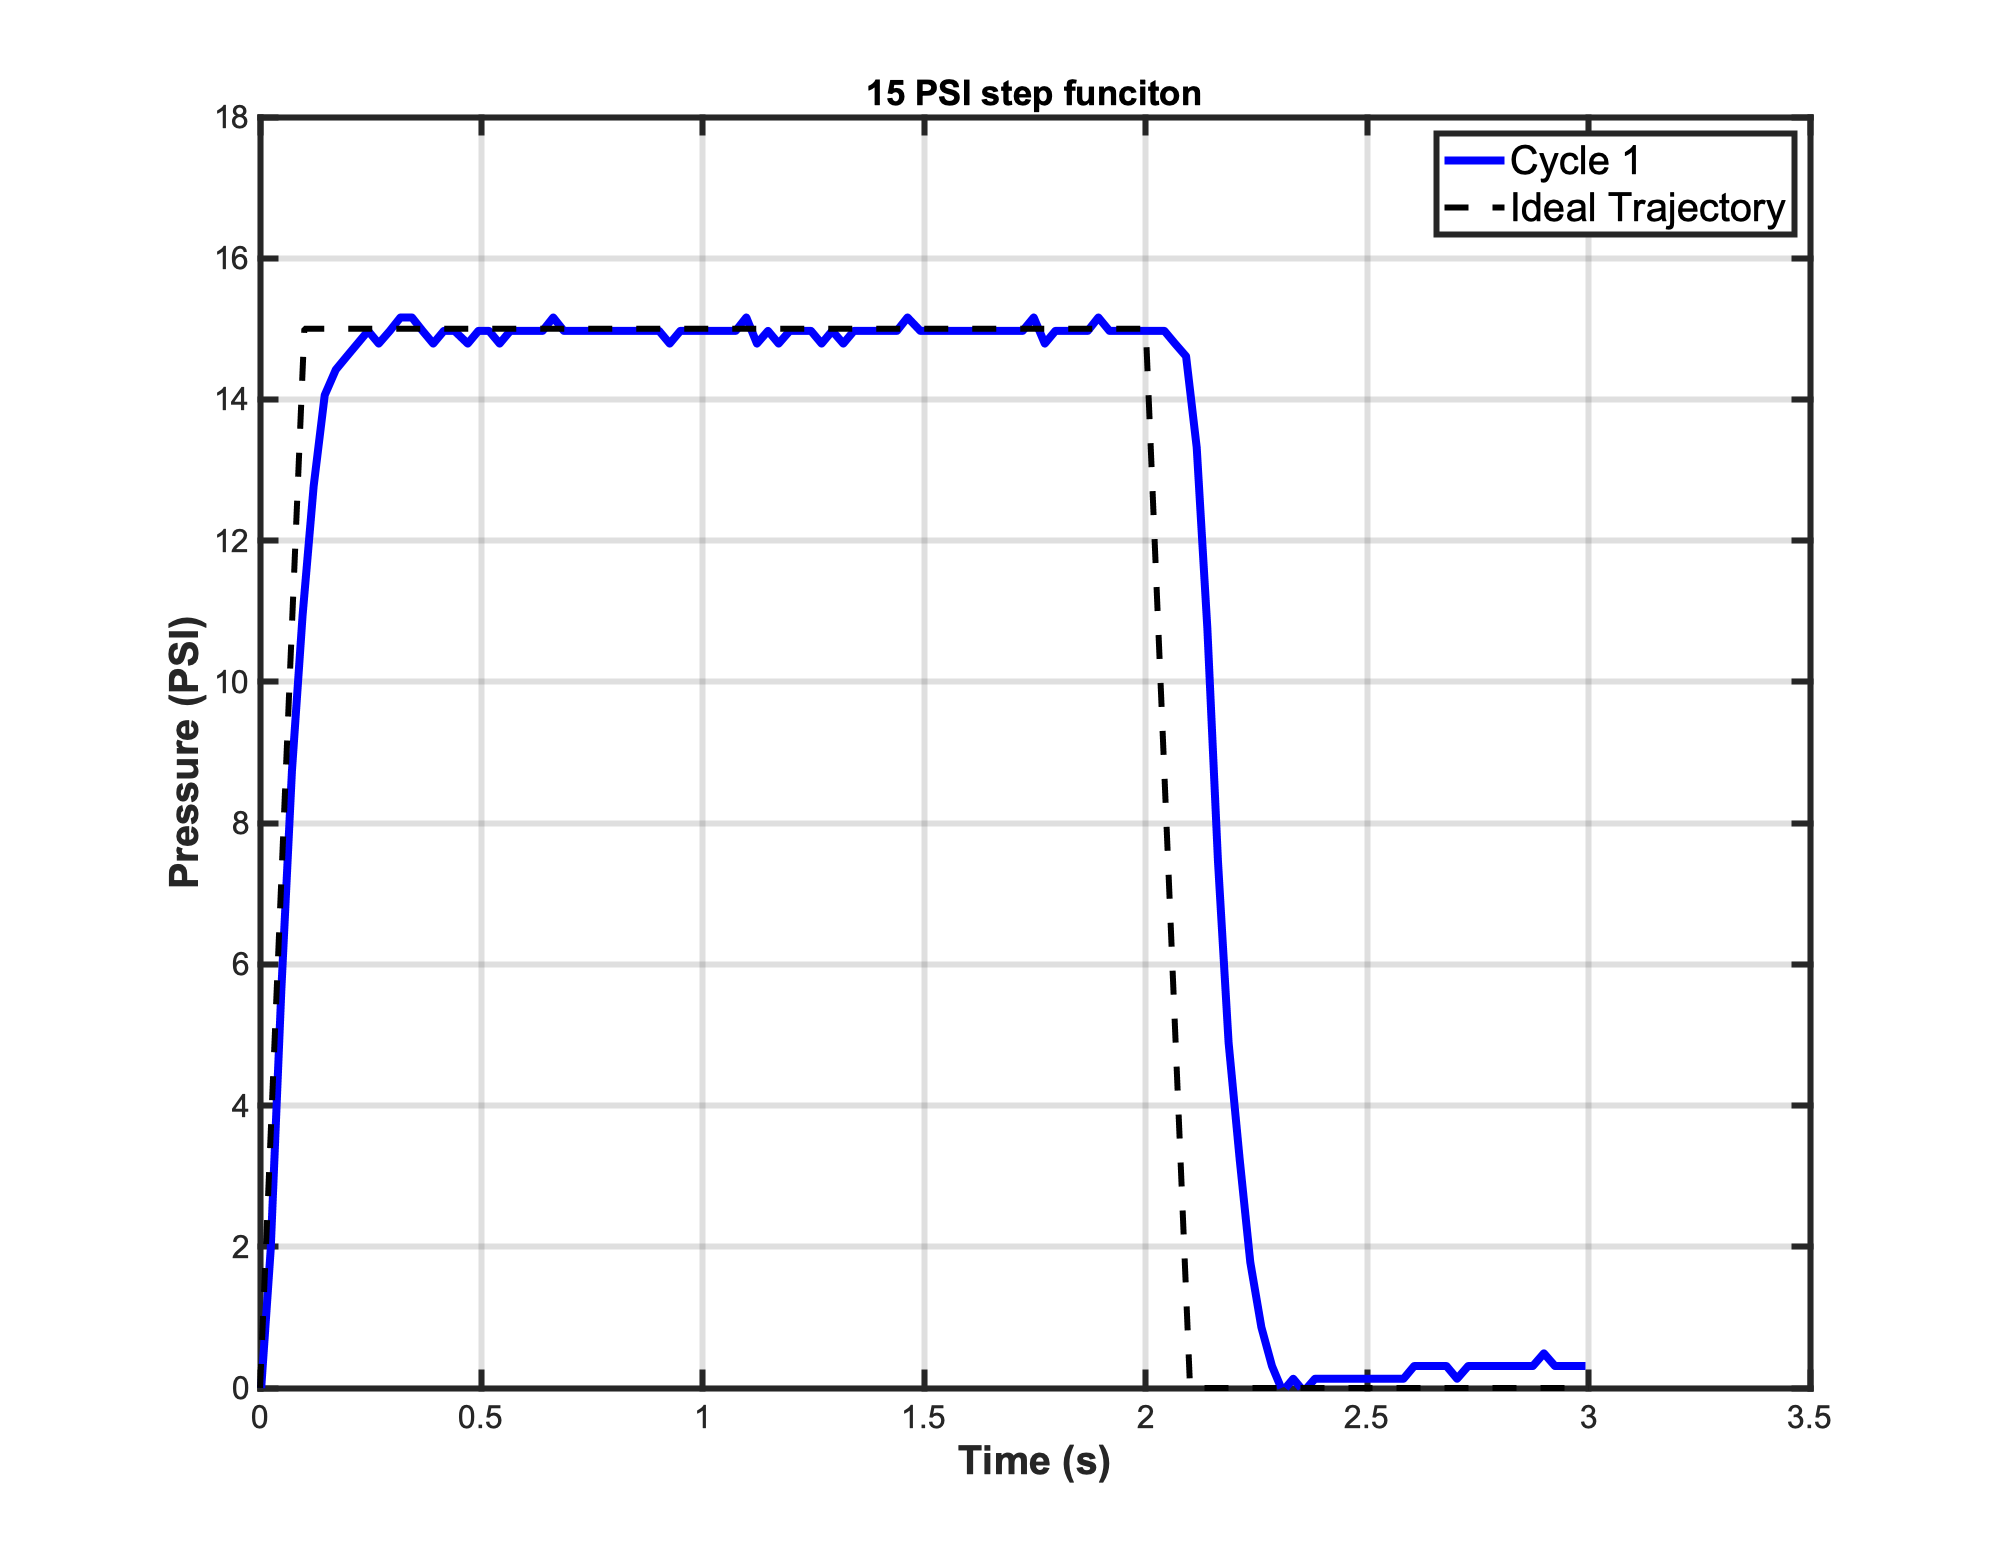 15 PSI step funciton
18
16
14
12
10
8
6
4
2
0
Pressure (PSI)
Cycle 1
Ideal Trajectory
0 0.5 1 1.5 2 2.5 3 3.5
Time (s)